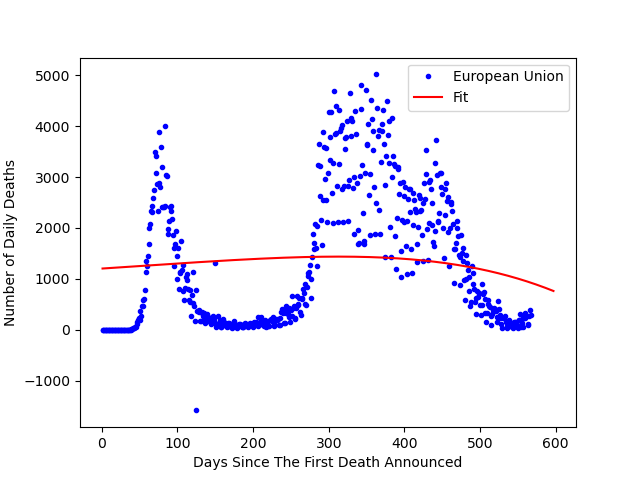 European Union
Fit
5000
4000
3000
2000
1000
0
−1000
Number of Daily Deaths
0 100 200 300 400 500 600
Days Since The First Death Announced